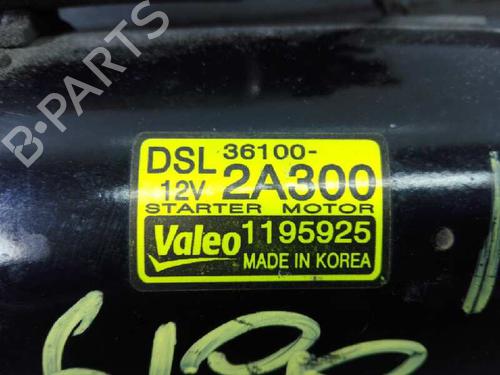 B-PARTS
DSL 36100-
12V 2A300
STARTER MOTOR
Valeo 1195925
MADE IN KOREA